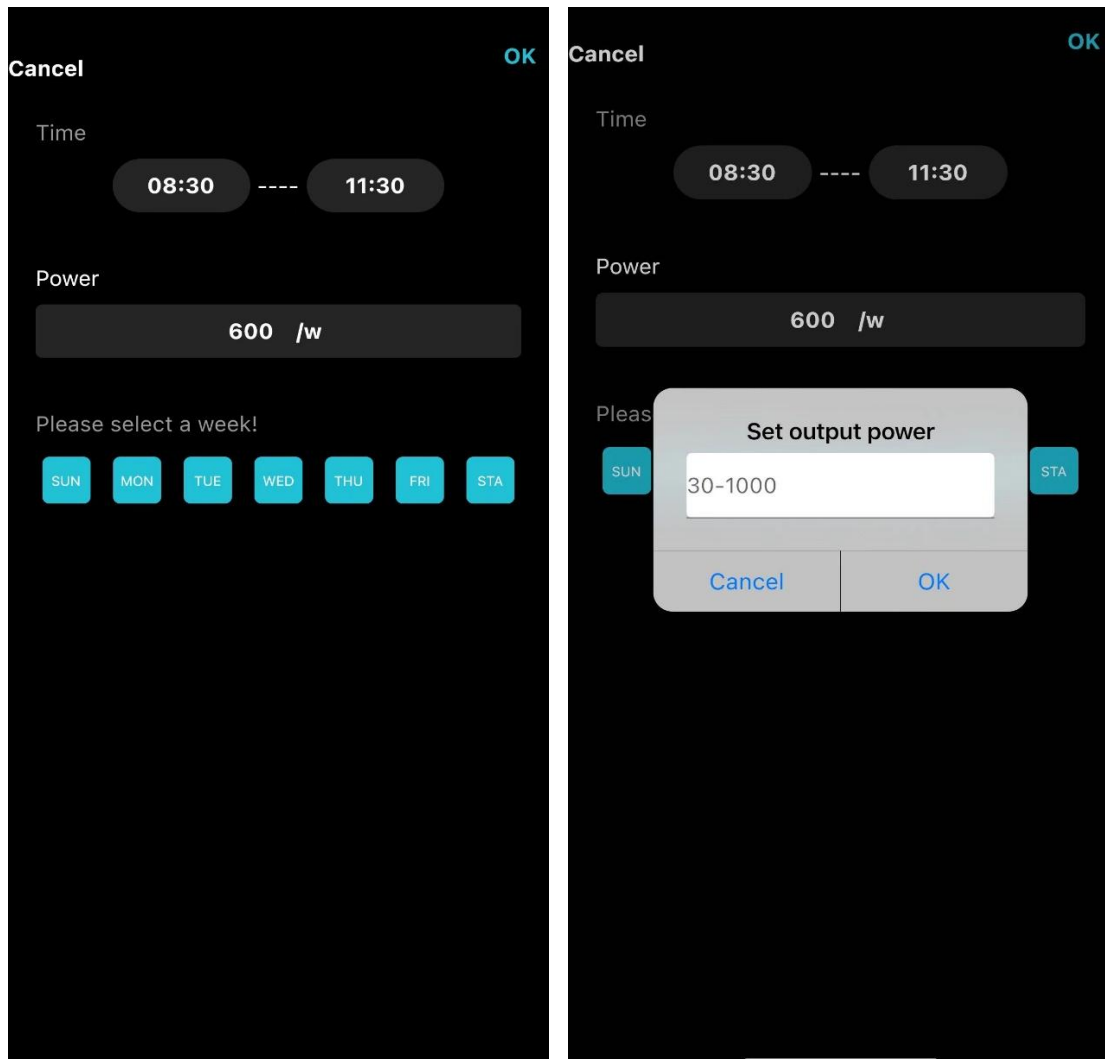 Cancel
OK
Time
08:30 ---- 11:30
Power
600 /w
Please select a week!
SUN MON TUE WED THU FRI STA
Cancel
OK
Time
08:30 ---- 11:30
Power
600 /w
Pleas
Set output power
SUN
STA
30-1000
Cancel
OK